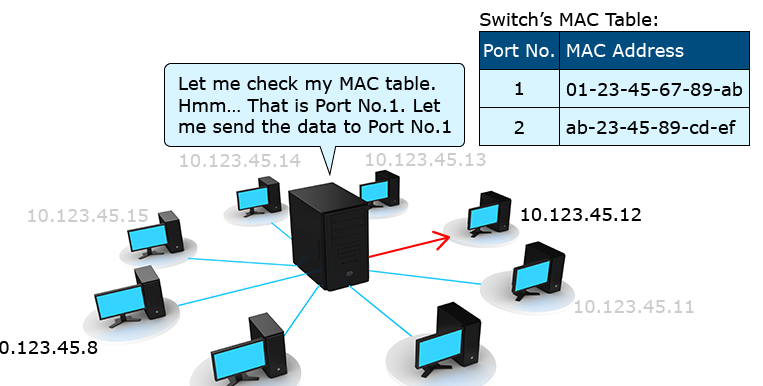 Switch's MAC Table:
Port No. MAC Address
1 01-23-45-67-89-ab
2 ab-23-45-89-cd-ef
Let me check my MAC table.
Hmm... That is Port No.1. Let
me send the data to Port No.1
10.123.45.14
10.123.45.13
10.123.45.15
10.123.45.12
10.123.45.11
0.123.45.8